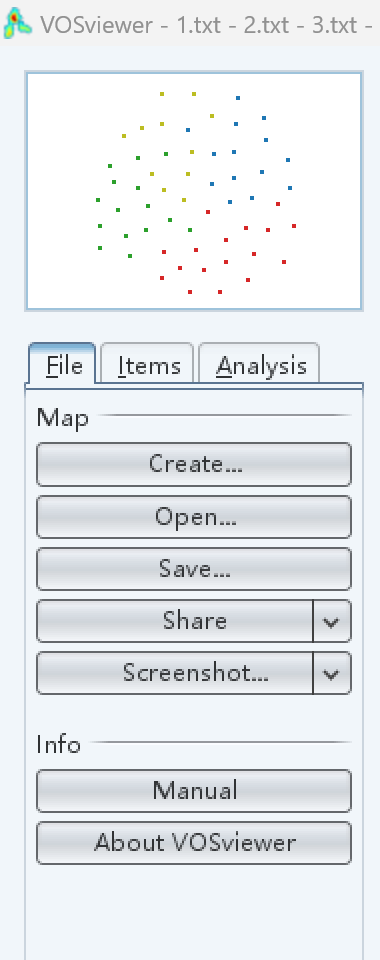 VOSviewer - 1.txt - 2.txt - 3.txt -
File Items Analysis
Map
Create...
Open...
Save...
Share
Screenshot...
Info
Manual
About VOSviewer